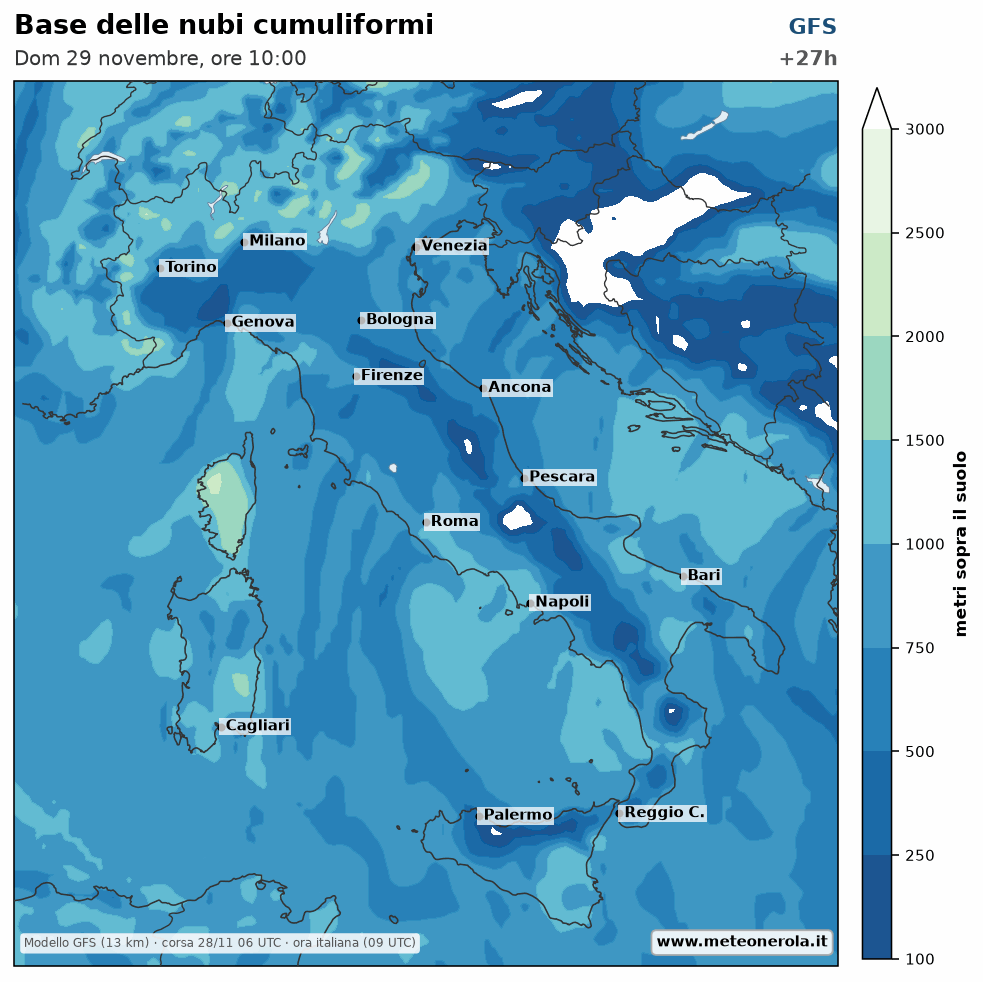 Base delle nubi cumuliformi
GFS
Dom 29 novembre, ore 10:00
+27h
3000
2500
2000
1500
1000
750
500
250
100
metri sopra il suolo
Milano
Venezia
Torino
Genova
Bologna
Firenze
Ancona
Pescara
Roma
Bari
Napoli
Cagliari
Palermo
Reggio C.
Modello GFS (13 km) · corsa 28/11 06 UTC · ora italiana (09 UTC)
www.meteonerola.it